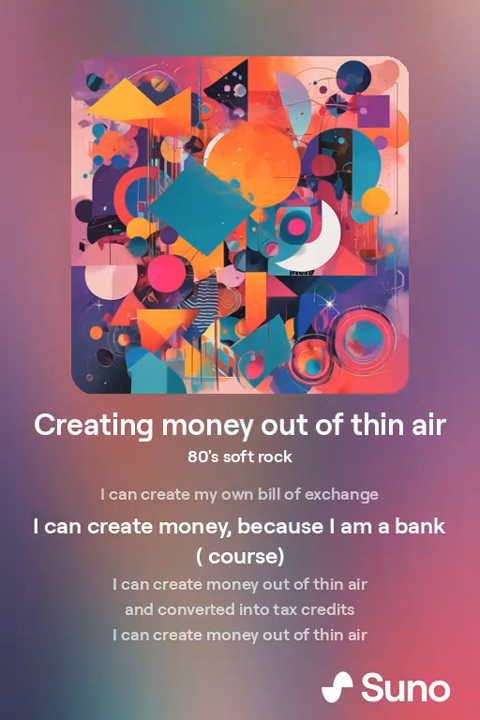 Creating money out of thin air
80's soft rock
I can create my own bill of exchange
I can create money, because I am a bank
( course)
I can create money out of thin air
and converted into tax credits
I can create money out of thin air
Suno